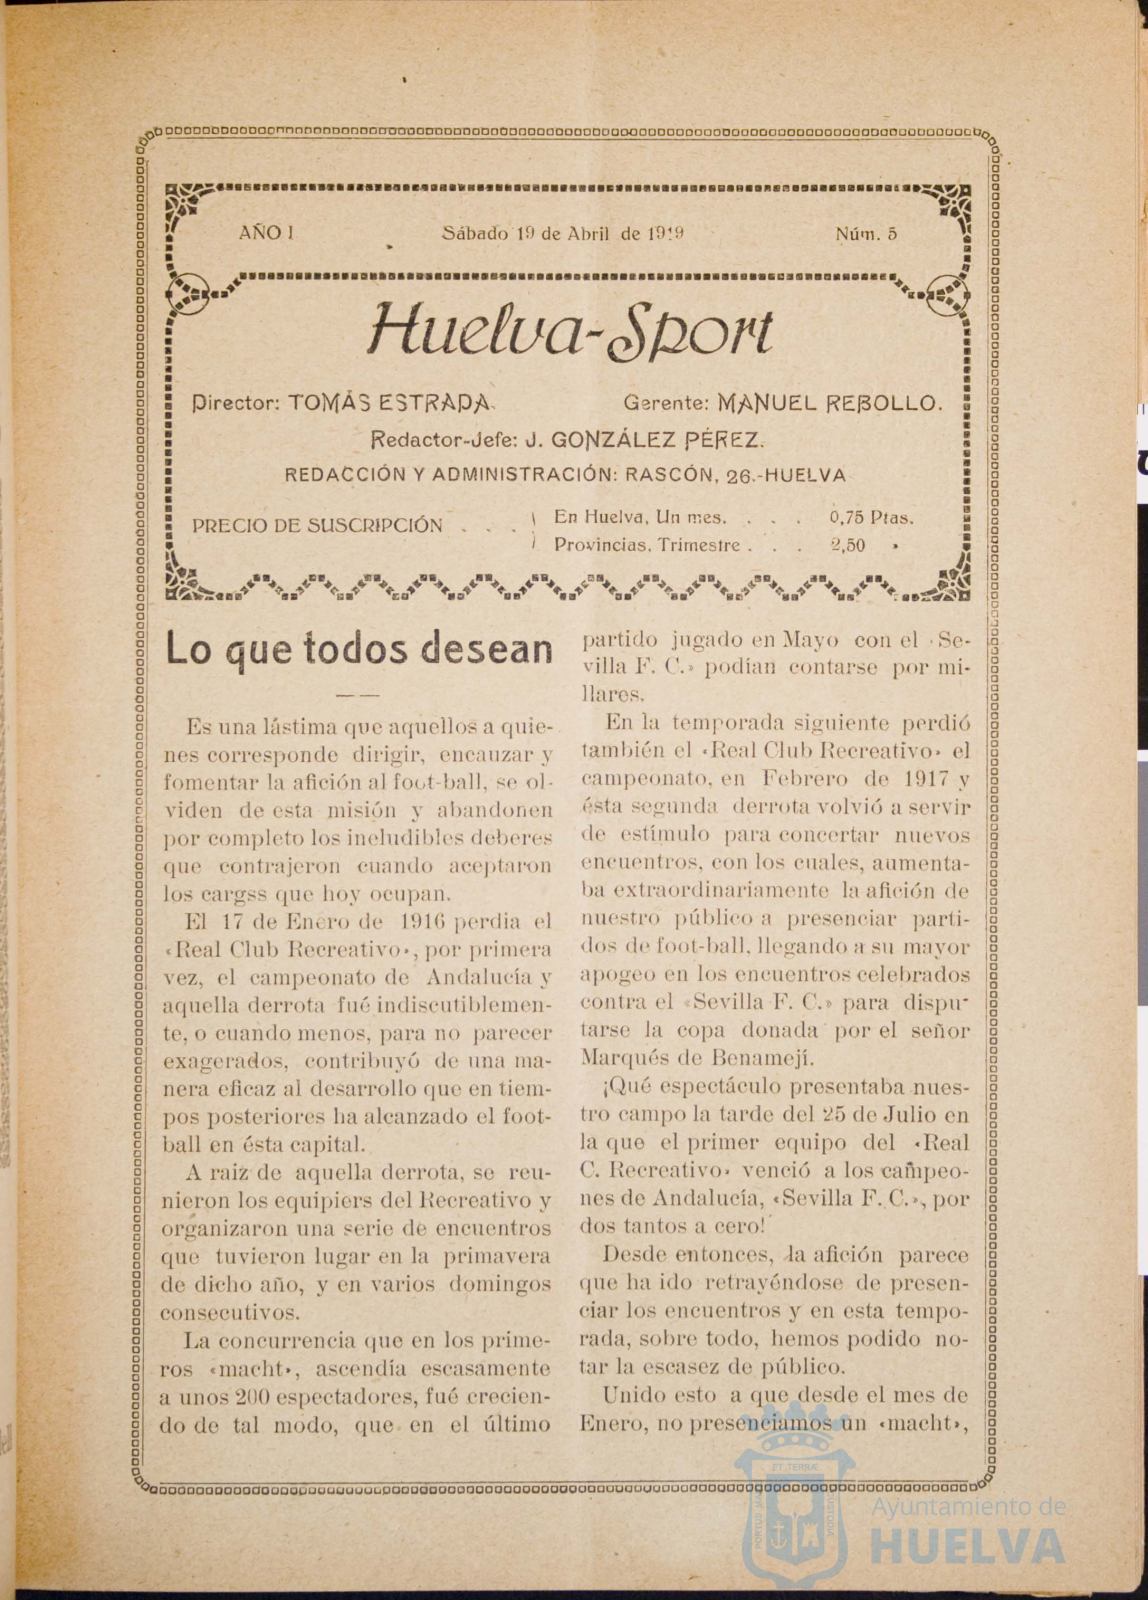 AÑO I
Sábado 19 de Abril de 1919
Núm. 5
Huelva-Sport
Director: TOMÁS ESTRADA.
Gerente: MANUEL REBOLLO.
Redactor-Jefe: J. GONZÁLEZ PÉREZ.
REDACCIÓN Y ADMINISTRACIÓN: RASCÓN, 26.-HUELVA
PRECIO DE SUSCRIPCIÓN . . .
En Huelva, Un mes. . . . 0,75 Ptas.
Provincias, Trimestre . . . 2,50 »
Lo que todos desean
Es una lástima que aquellos a quie-
nes corresponde dirigir, encauzar y
fomentar la afición al foot-ball, se ol-
viden de esta misión y abandonen
por completo los ineludibles deberes
que contrajeron cuando aceptaron
los cargss que hoy ocupan.
El 17 de Enero de 1916 perdia el
«Real Club Recreativo», por primera
vez, el campeonato de Andalucía y
aquella derrota fué indiscutiblemen-
te, o cuando menos, para no parecer
exagerados, contribuyó de una ma-
nera eficaz al desarrollo que en tiem-
pos posteriores ha alcanzado el foot-
ball en ésta capital.
A raiz de aquella derrota, se reu-
nieron los equipiers del Recreativo y
organizaron una serie de encuentros
que tuvieron lugar en la primavera
de dicho año, y en varios domingos
consecutivos.
La concurrencia que en los prime-
ros «macht», ascendía escasamente
a unos 200 espectadores, fué crecien-
do de tal modo, que en el último
partido jugado en Mayo con el «Se-
villa F. C.» podían contarse por mi-
llares.
En la temporada siguiente perdió
también el «Real Club Recreativo» el
campeonato, en Febrero de 1917 y
ésta segunda derrota volvió a servir
de estímulo para concertar nuevos
encuentros, con los cuales, aumenta-
ba extraordinariamente la afición de
nuestro público a presenciar parti-
dos de foot-ball, llegando a su mayor
apogeo en los encuentros celebrados
contra el «Sevilla F. C.» para dispu-
tarse la copa donada por el señor
Marqués de Benamejí.
¡Qué espectáculo presentaba nues-
tro campo la tarde del 25 de Julio en
la que el primer equipo del «Real
C. Recreativo» venció a los campeo-
nes de Andalucía, «Sevilla F. C.», por
dos tantos a cero!
Desde entonces, la afición parece
que ha ido retrayéndose de presen-
ciar los encuentros y en esta tempo-
rada, sobre todo, hemos podido no-
tar la escasez de público.
Unido esto a que desde el mes de
Enero, no presenciamos un «macht»,
PORTUS MARIS ET TERRÆ CUSTODIA
Ayuntamiento de
HUELVA